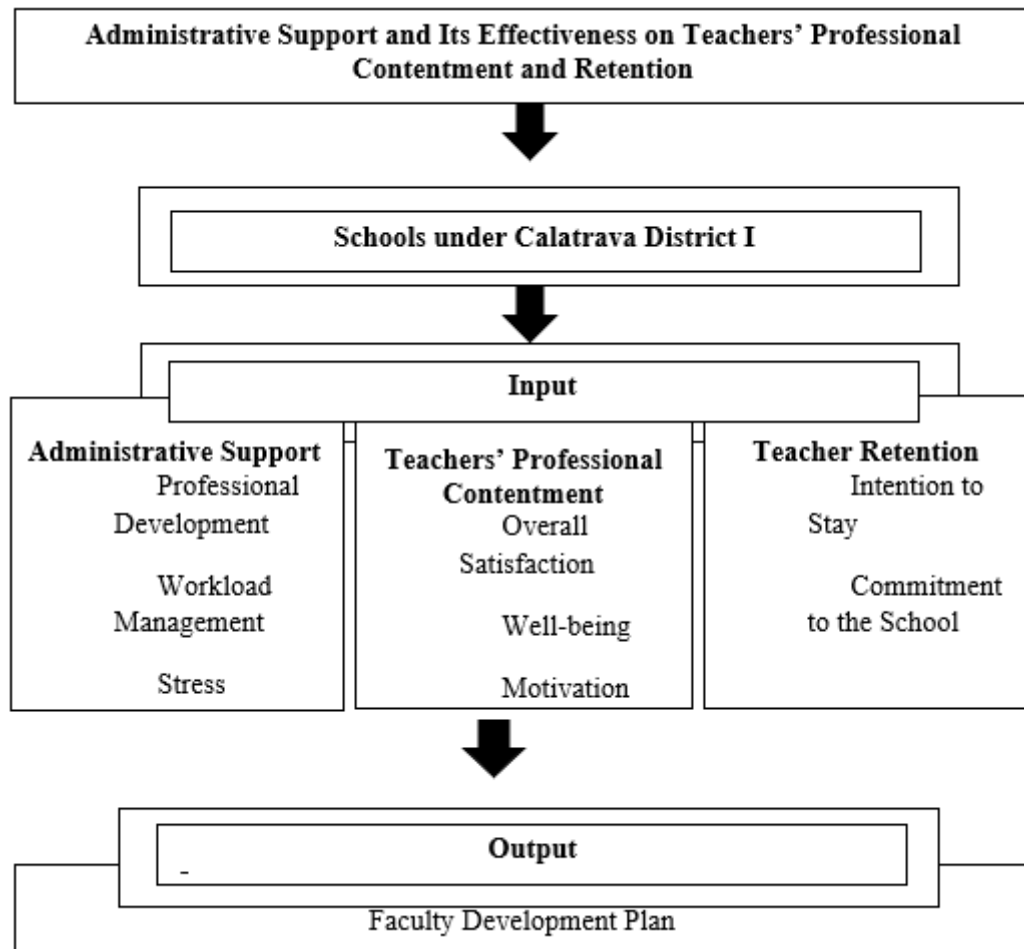 Administrative Support and Its Effectiveness on Teachers’ Professional
Contentment and Retention
Schools under Calatrava District I
Input
Administrative Support
Professional
Development
Workload
Management
Stress
Teachers’ Professional
Contentment
Overall
Satisfaction
Well-being
Motivation
Teacher Retention
Intention to
Stay
Commitment
to the School
Output
-
Faculty Development Plan